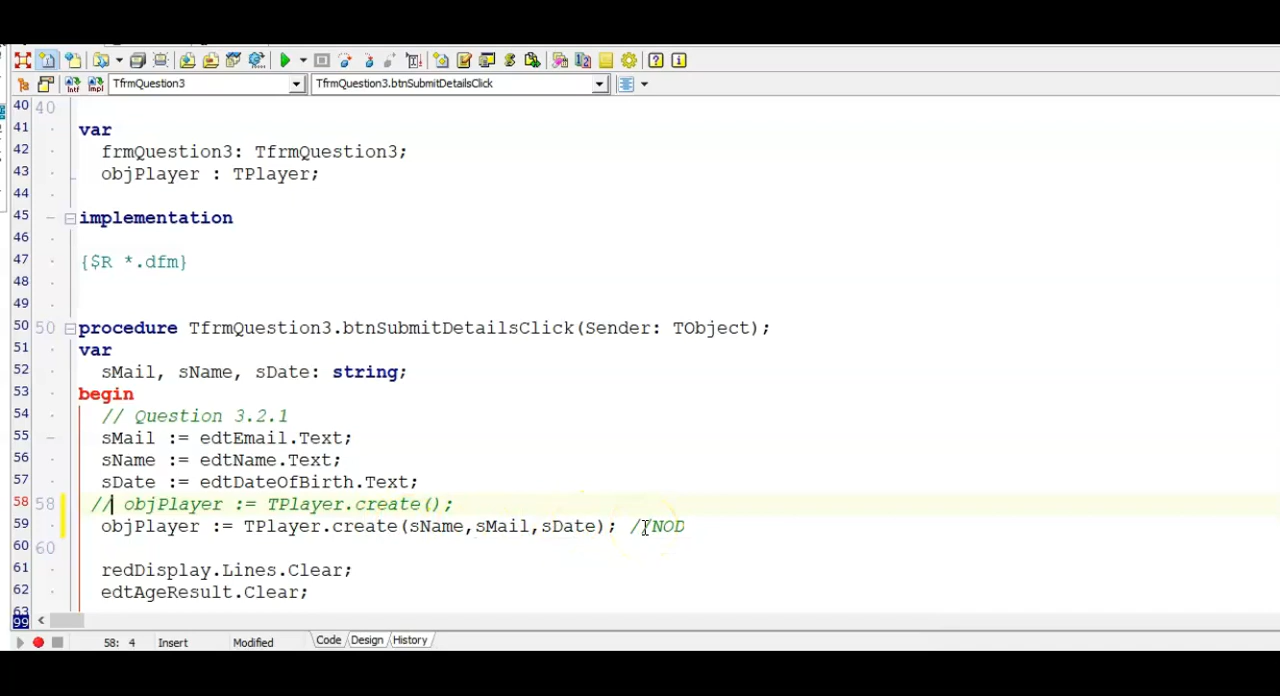 TfrmQuestion3 TfrmQuestion3.btnSubmitDetailsClick
40 40
41 var
42 frmQuestion3: TfrmQuestion3;
43 objPlayer : TPlayer;
44
45 implementation
46
47 {$R *.dfm}
48
49
50 50 procedure TfrmQuestion3.btnSubmitDetailsClick(Sender: TObject);
51 var
52 sMail, sName, sDate: string;
53 begin
54 // Question 3.2.1
55 sMail := edtEmail.Text;
56 sName := edtName.Text;
57 sDate := edtDateOfBirth.Text;
58 58 // objPlayer := TPlayer.create();
59 objPlayer := TPlayer.create(sName,sMail,sDate); //NOD
60 60
61 redDisplay.Lines.Clear;
62 edtAgeResult.Clear;
63
99
58: 4 Insert Modified Code Design History